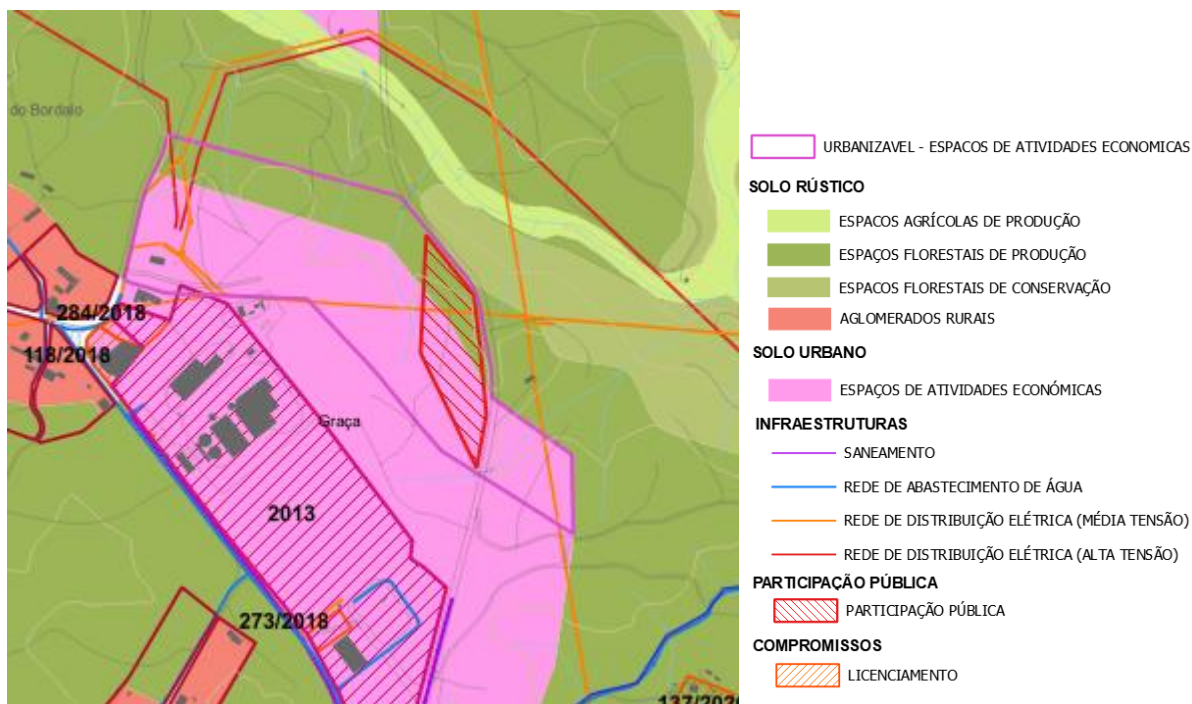 do Bordalo
284/2018
118/2018
Graça
2013
273/2018
URBANIZAVEL - ESPACOS DE ATIVIDADES ECONOMICAS
SOLO RÚSTICO
ESPACOS AGRÍCOLAS DE PRODUÇÃO
ESPAÇOS FLORESTAIS DE PRODUÇÃO
ESPACOS FLORESTAIS DE CONSERVAÇÃO
AGLOMERADOS RURAIS
SOLO URBANO
ESPAÇOS DE ATIVIDADES ECONÓMICAS
INFRAESTRUTURAS
SANEAMENTO
REDE DE ABASTECIMENTO DE ÁGUA
REDE DE DISTRIBUIÇÃO ELÉTRICA (MÉDIA TENSÃO)
REDE DE DISTRIBUIÇÃO ELÉTRICA (ALTA TENSÃO)
PARTICIPAÇÃO PÚBLICA
PARTICIPAÇÃO PÚBLICA
COMPROMISSOS
LICENCIAMENTO